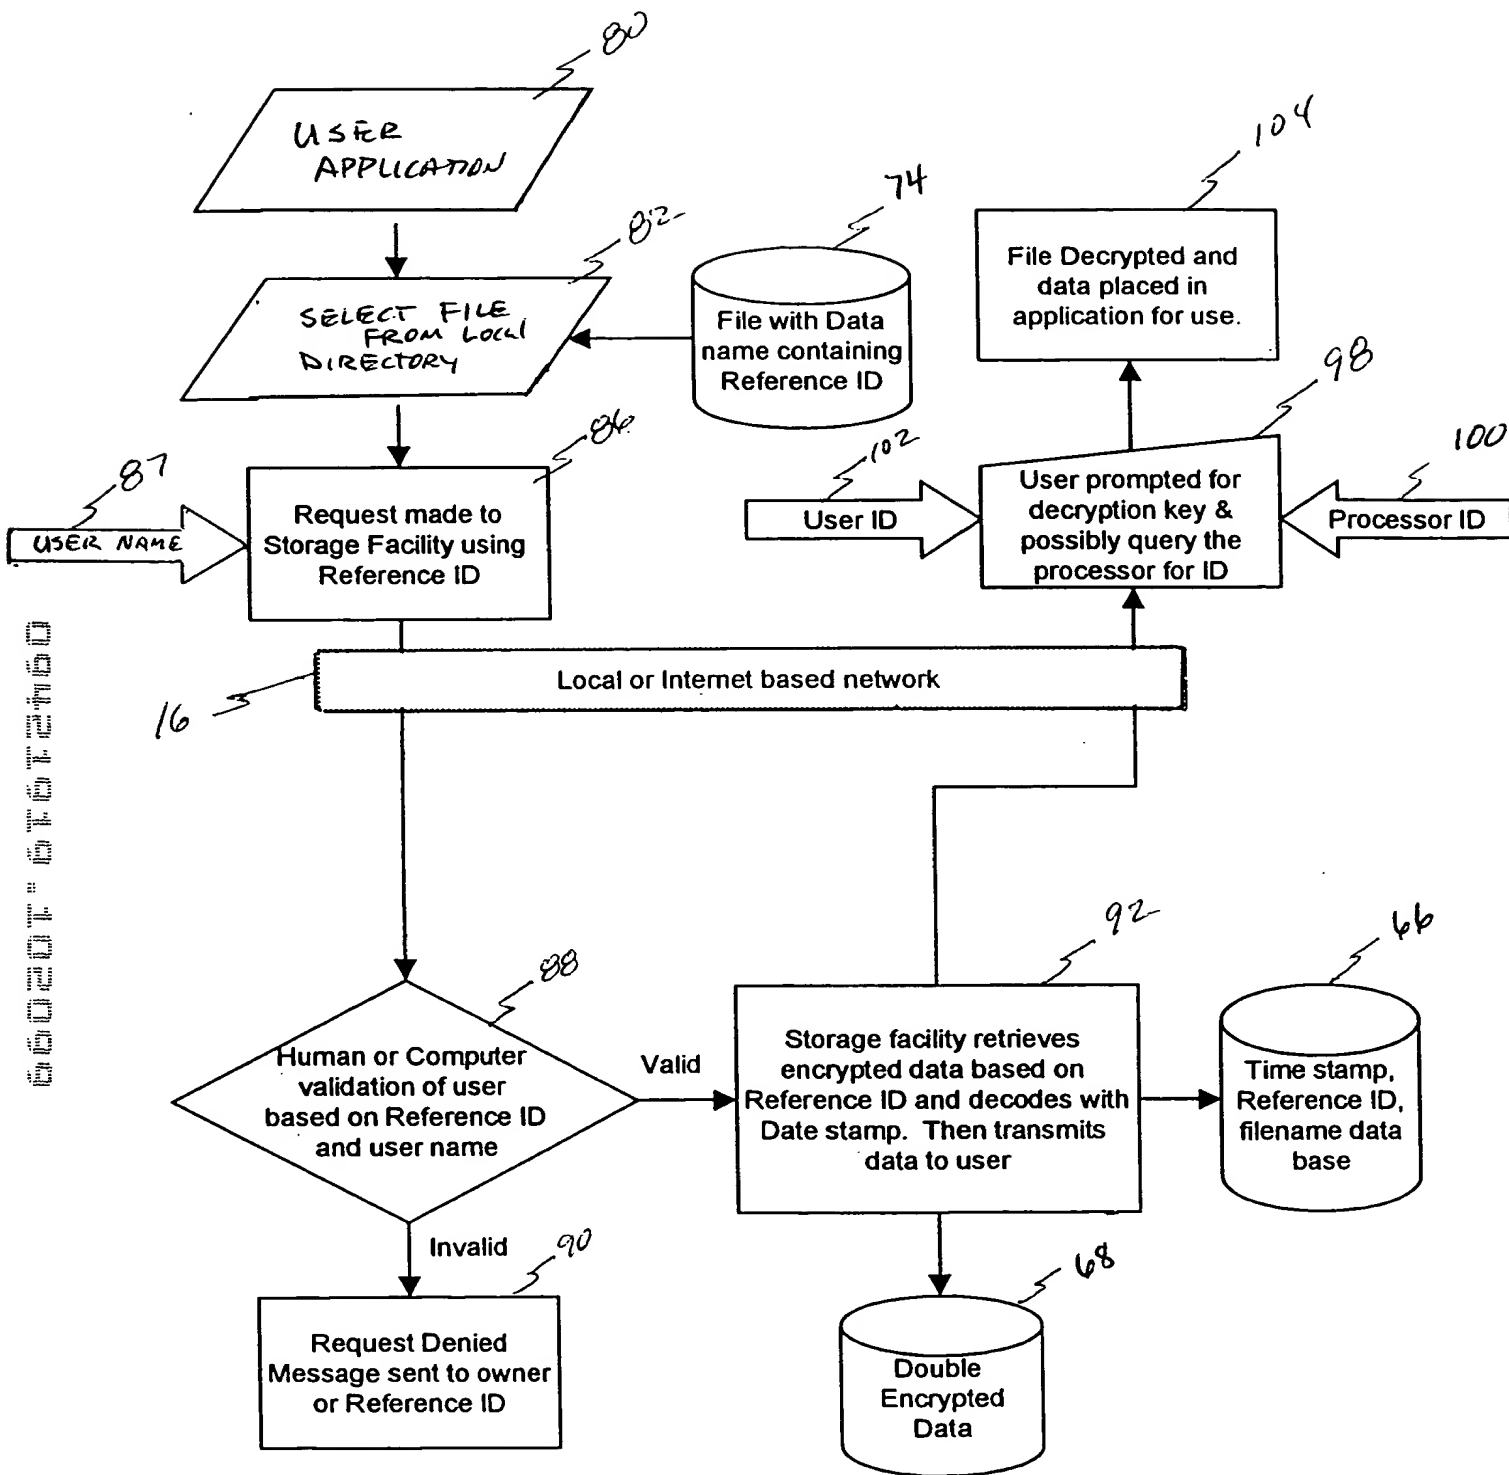 80
USER
APPLICATION
104
74
82
File Decrypted and
data placed in
application for use.
SELECT FILE
FROM LOCAL
DIRECTORY
File with Data
name containing
Reference ID
98
86
102
100
87
User prompted for
decryption key &
possibly query the
processor for ID
User ID
Processor ID
Request made to
Storage Facility using
Reference ID
USER NAME
Local or Internet based network
16
92
66
88
Human or Computer
validation of user
based on Reference ID
and user name
Valid
Storage facility retrieves
encrypted data based on
Reference ID and decodes with
Date stamp. Then transmits
data to user
Time stamp,
Reference ID,
filename data
base
Invalid
90
68
Request Denied
Message sent to owner
or Reference ID
Double
Encrypted
Data